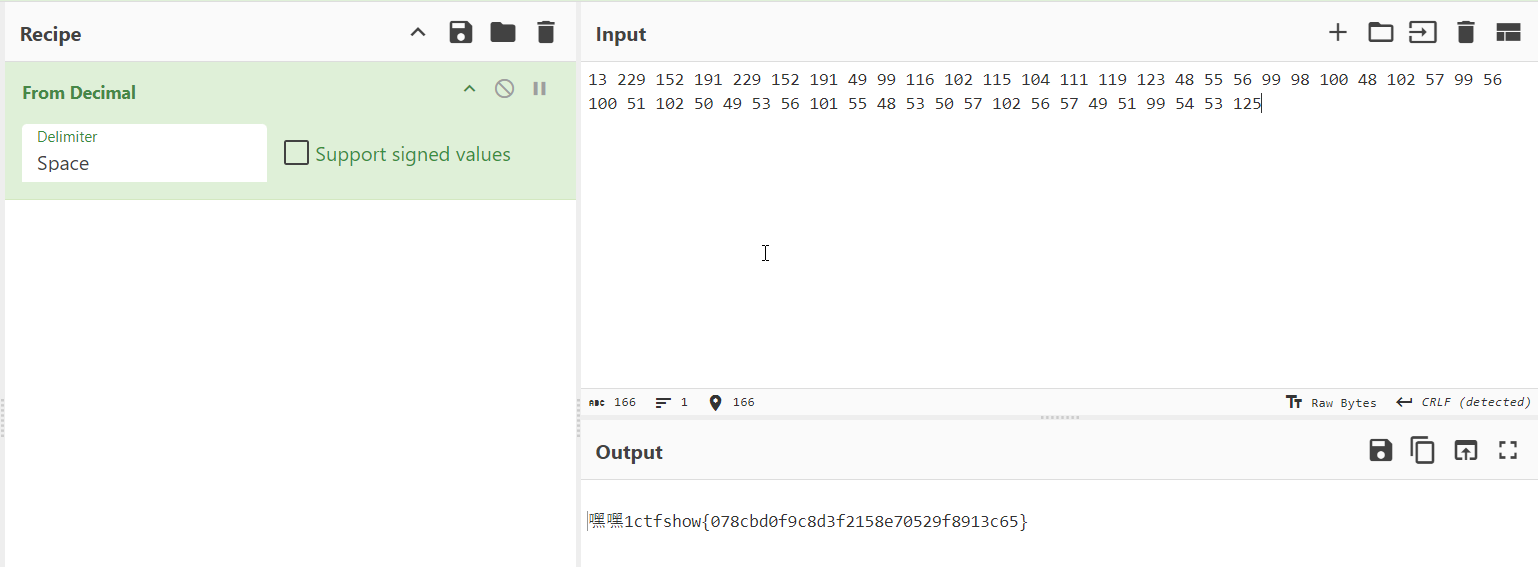 Recipe
From Decimal
Delimiter
Space
Support signed values
Input
13 229 152 191 229 152 191 49 99 116 102 115 104 111 119 123 48 55 56 99 98 100 48 102 57 99 56
100 51 102 50 49 53 56 101 55 48 53 50 57 102 56 57 49 51 99 54 53 125
ABC 166 1 166 Raw Bytes CRLF (detected)
Output
嘿嘿1ctfshow{078cbd0f9c8d3f2158e70529f8913c65}